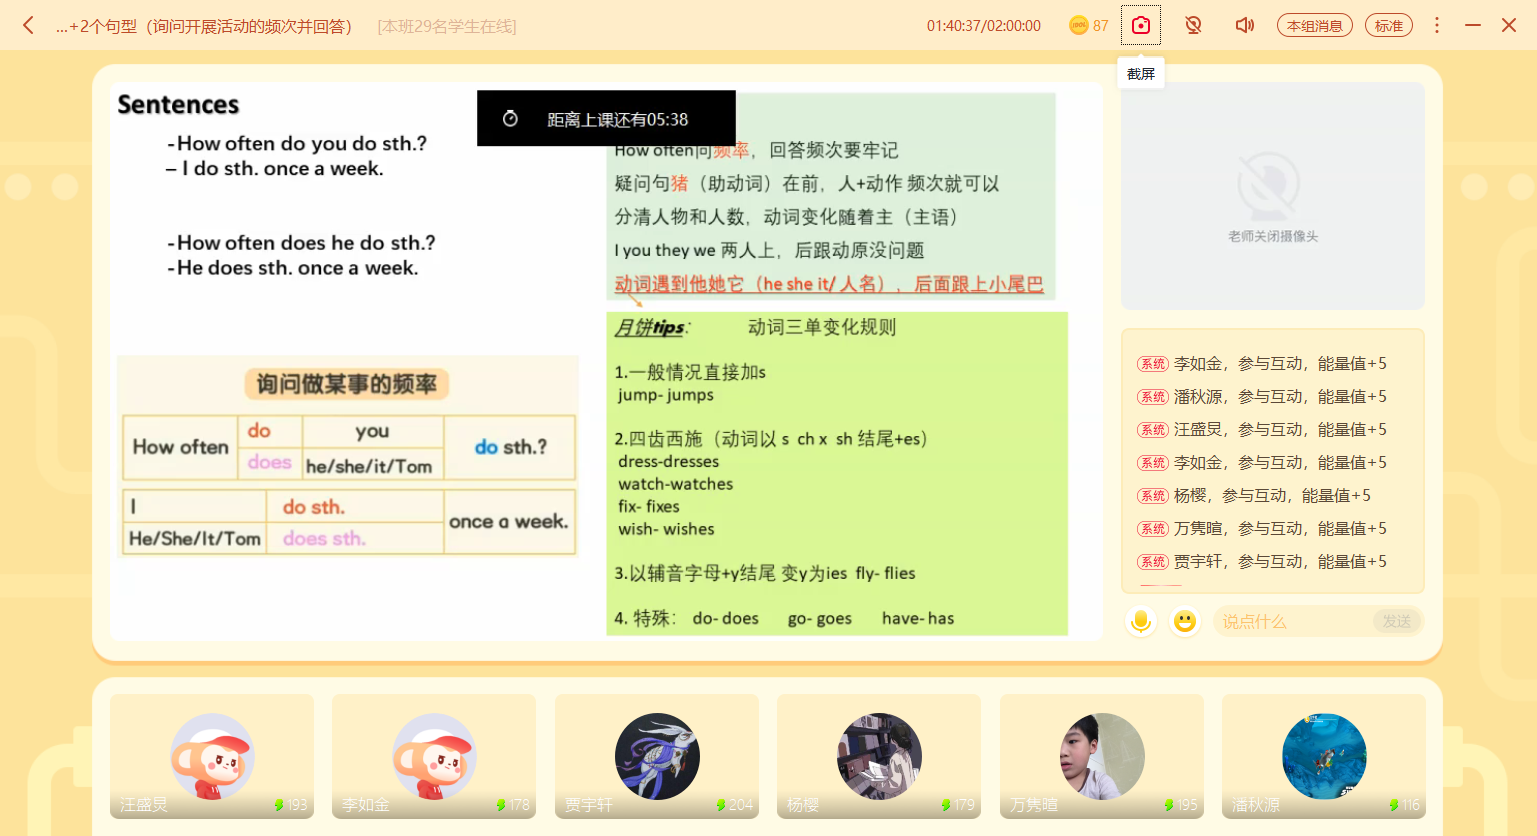 ...+2个句型（询问开展活动的频次并回答） [本班29名学生在线] 01:40:37/02:00:00 87 本组消息 标准
截屏
Sentences
-How often do you do sth.?
– I do sth. once a week.
-How often does he do sth.?
-He does sth. once a week.
询问做某事的频率
How often do you do sth.?
does he/she/it/Tom
I do sth. once a week.
He/She/It/Tom does sth.
距离上课还有05:38
How often问频率，回答频次要牢记
疑问句猪（助动词）在前，人+动作 频次就可以
分清人物和人数，动词变化随着主（主语）
I you they we 两人上，后跟动原没问题
动词遇到他她它（he she it/ 人名），后面跟上小尾巴
月饼tips： 动词三单变化规则
1.一般情况直接加s
jump- jumps
2.四齿西施（动词以 s ch x sh 结尾+es）
dress-dresses
watch-watches
fix- fixes
wish- wishes
3.以辅音字母+y结尾 变y为ies fly- flies
4. 特殊： do- does go- goes have- has
老师关闭摄像头
系统 李如金，参与互动，能量值+5
系统 潘秋源，参与互动，能量值+5
系统 汪盛炅，参与互动，能量值+5
系统 李如金，参与互动，能量值+5
系统 杨樱，参与互动，能量值+5
系统 万隽暄，参与互动，能量值+5
系统 贾宇轩，参与互动，能量值+5
说点什么 发送
汪盛炅 193
李如金 178
贾宇轩 204
杨樱 179
万隽暄 195
潘秋源 116